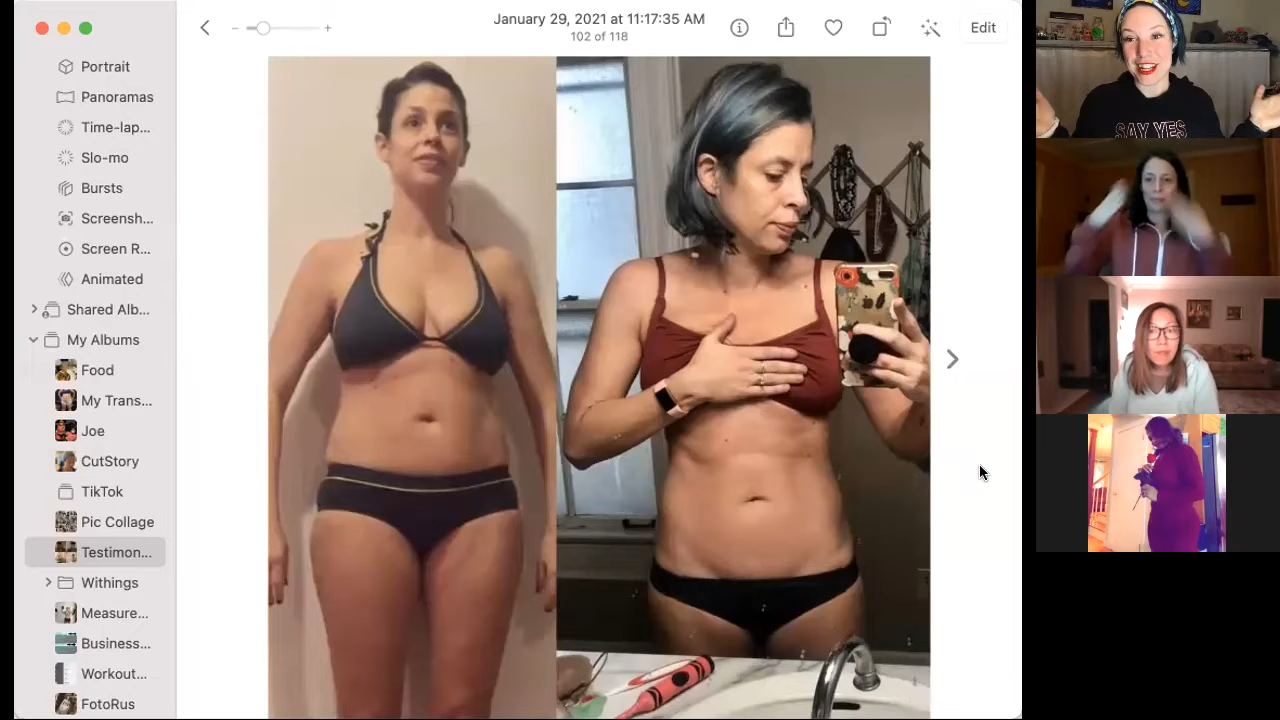 January 29, 2021 at 11:17:35 AM
102 of 118
Edit
Portrait
Panoramas
Time-lap...
Slo-mo
Bursts
Screensh...
Screen R...
Animated
Shared Alb...
My Albums
Food
My Trans...
Joe
CutStory
TikTok
Pic Collage
Testimon...
Withings
Measure...
Business...
Workout...
FotoRus
SAY YES